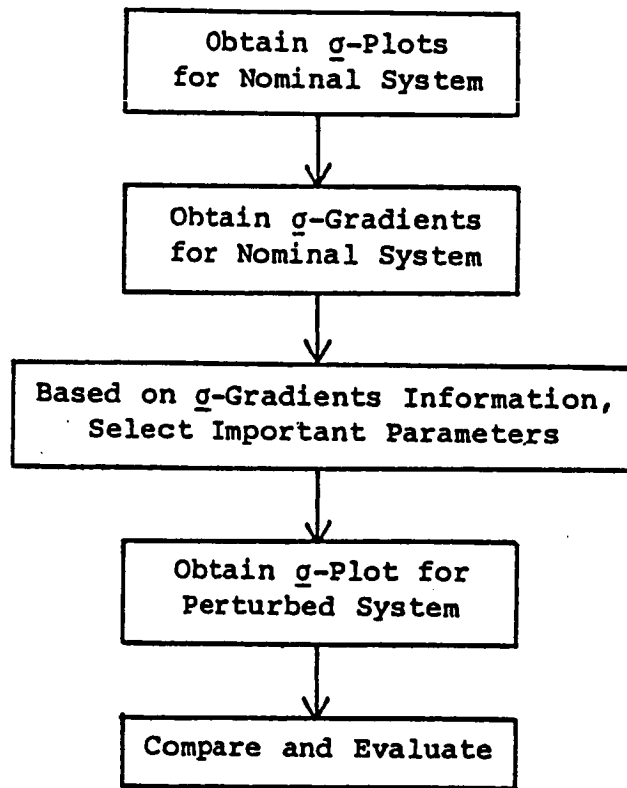 Obtain σ̲-Plots
for Nominal System
Obtain σ̲-Gradients
for Nominal System
Based on σ̲-Gradients Information,
Select Important Parameters
Obtain σ̲-Plot for
Perturbed System
Compare and Evaluate